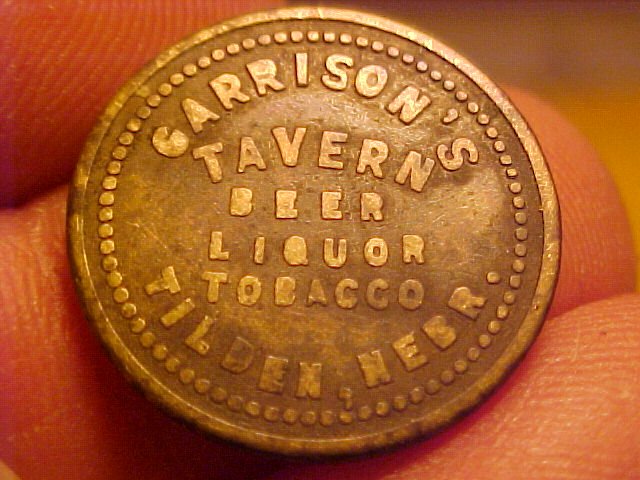 GARRISON'S
TAVERN
BEER
LIQUOR
TOBACCO
TILDEN, NEBR.